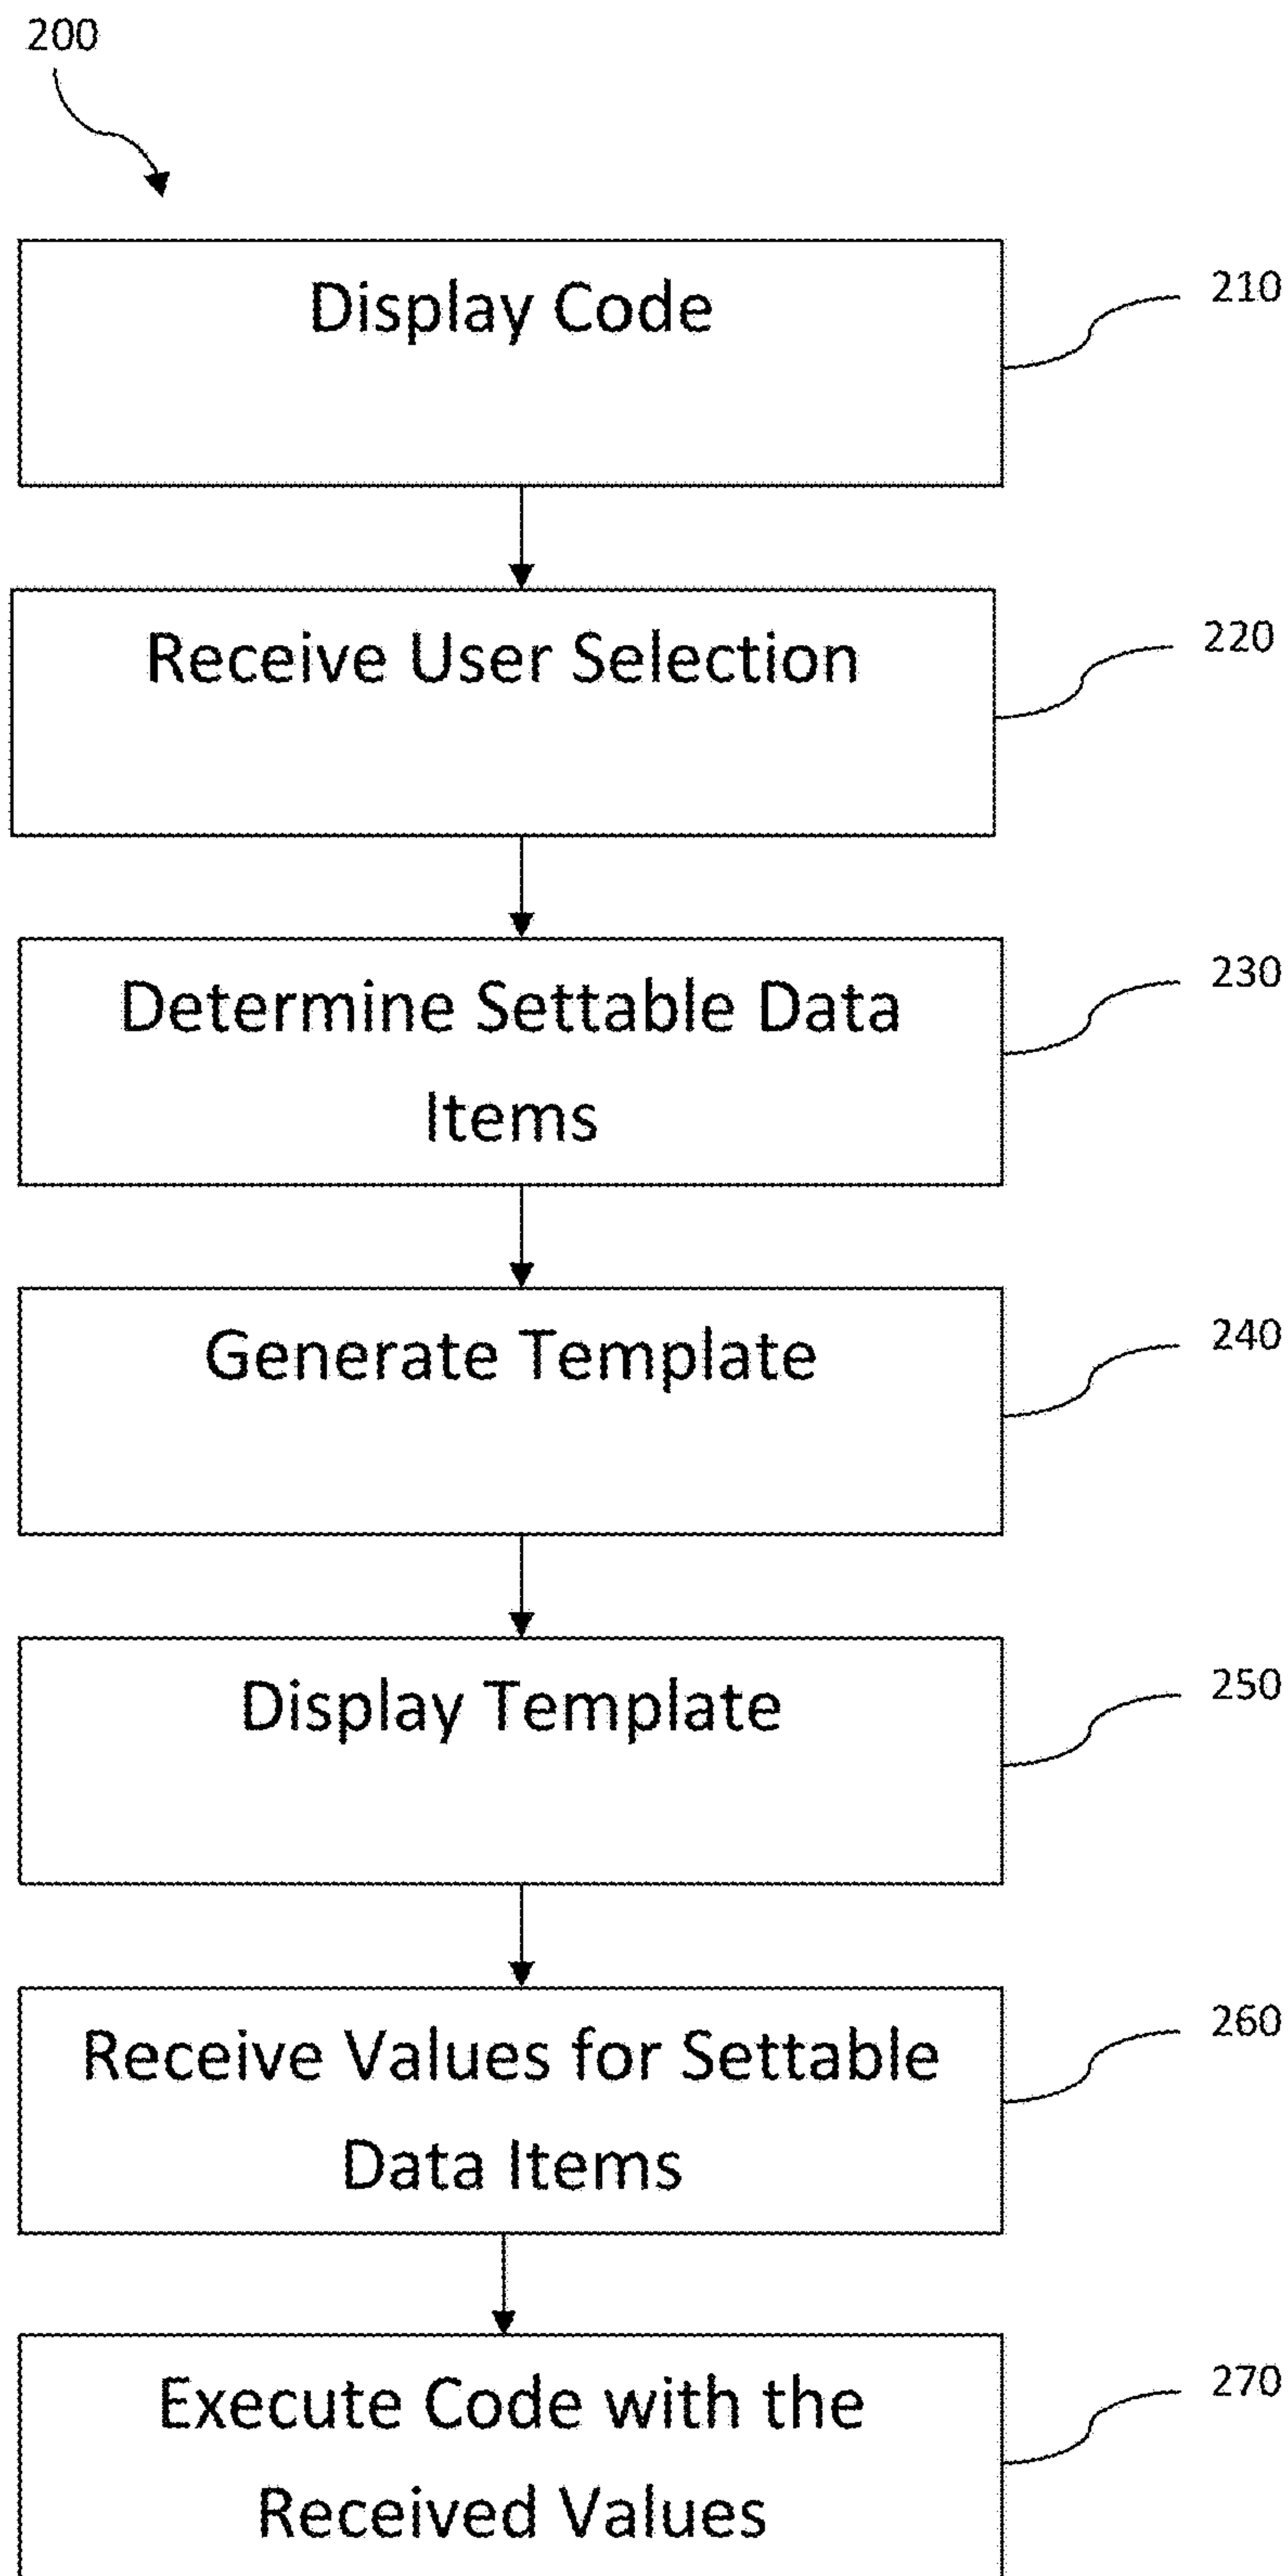 200
Display Code
210
Receive User Selection
220
Determine Settable Data
Items
230
Generate Template
240
Display Template
250
Receive Values for Settable
Data Items
260
Execute Code with the
Received Values
270